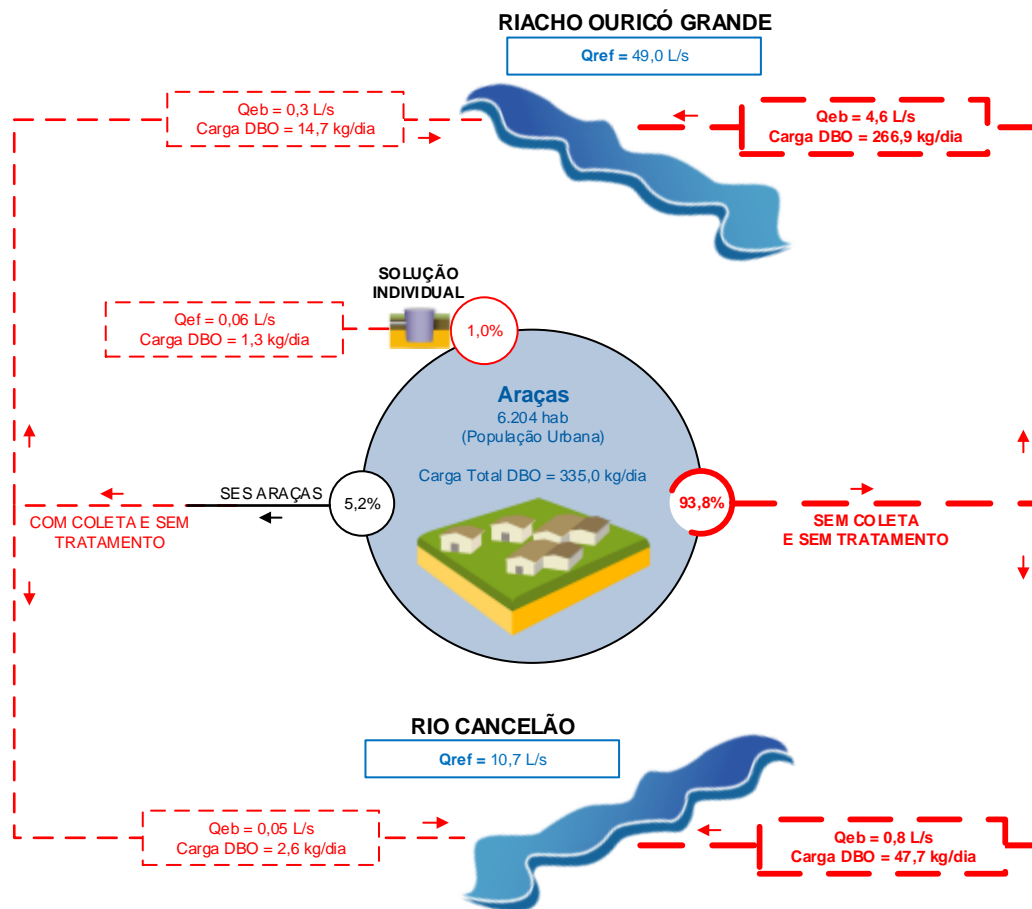 RIACHO OURICÓ GRANDE
Qref = 49,0 L/s
Qeb = 0,3 L/s
Carga DBO = 14,7 kg/dia
Qeb = 4,6 L/s
Carga DBO = 266,9 kg/dia
SOLUÇÃO
INDIVIDUAL
Qef = 0,06 L/s
Carga DBO = 1,3 kg/dia
1,0%
Araças
6.204 hab
(População Urbana)
Carga Total DBO = 335,0 kg/dia
SES ARAÇAS
5,2%
93,8%
COM COLETA E SEM
TRATAMENTO
SEM COLETA
E SEM TRATAMENTO
RIO CANCELÃO
Qref = 10,7 L/s
Qeb = 0,05 L/s
Carga DBO = 2,6 kg/dia
Qeb = 0,8 L/s
Carga DBO = 47,7 kg/dia